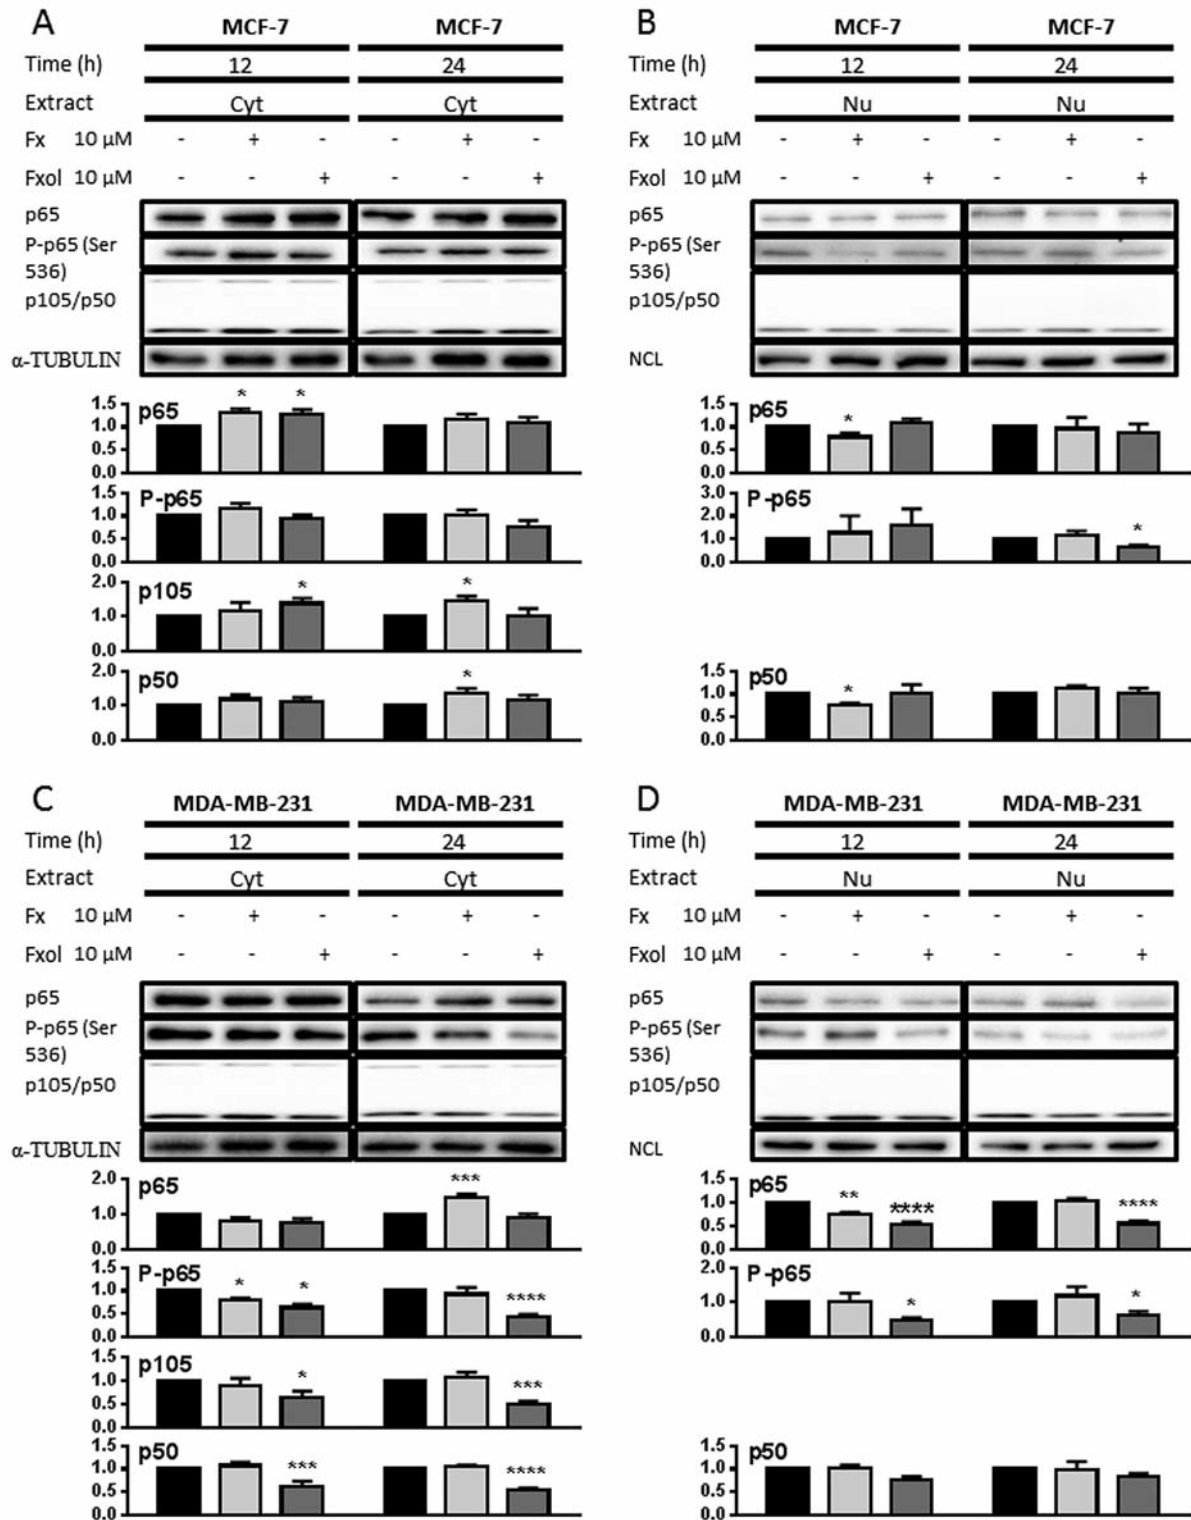 A
MCF-7 MCF-7
Time (h) 12 24
Extract Cyt Cyt
Fx 10 µM - + - - + -
Fxol 10 µM - - + - - +
p65
P-p65 (Ser
536)
p105/p50
α-TUBULIN
* *
1.5 p65
1.0
0.5
0.0
1.5 P-p65
1.0
0.5
0.0
* *
2.0 p105
1.0
0.0
*
2.0 p50
1.0
0.0
B
MCF-7 MCF-7
Time (h) 12 24
Extract Nu Nu
Fx 10 µM - + - - + -
Fxol 10 µM - - + - - +
p65
P-p65 (Ser
536)
p105/p50
NCL
1.5 p65 *
1.0
0.5
0.0
3.0 P-p65
2.0 *
1.0
0.0
1.5 p50 *
1.0
0.5
0.0
C
MDA-MB-231 MDA-MB-231
Time (h) 12 24
Extract Cyt Cyt
Fx 10 µM - + - - + -
Fxol 10 µM - - + - - +
p65
P-p65 (Ser
536)
p105/p50
α-TUBULIN
2.0 p65 ***
1.0
0.0
1.5 P-p65 * * ****
1.0
0.5
0.0
1.5 p105 * ***
1.0
0.5
0.0
1.5 p50 *** ****
1.0
0.5
0.0
D
MDA-MB-231 MDA-MB-231
Time (h) 12 24
Extract Nu Nu
Fx 10 µM - + - - + -
Fxol 10 µM - - + - - +
p65
P-p65 (Ser
536)
p105/p50
NCL
1.5 p65 ** **** ****
1.0
0.5
0.0
2.0 P-p65 * *
1.0
0.0
1.5 p50
1.0
0.5
0.0